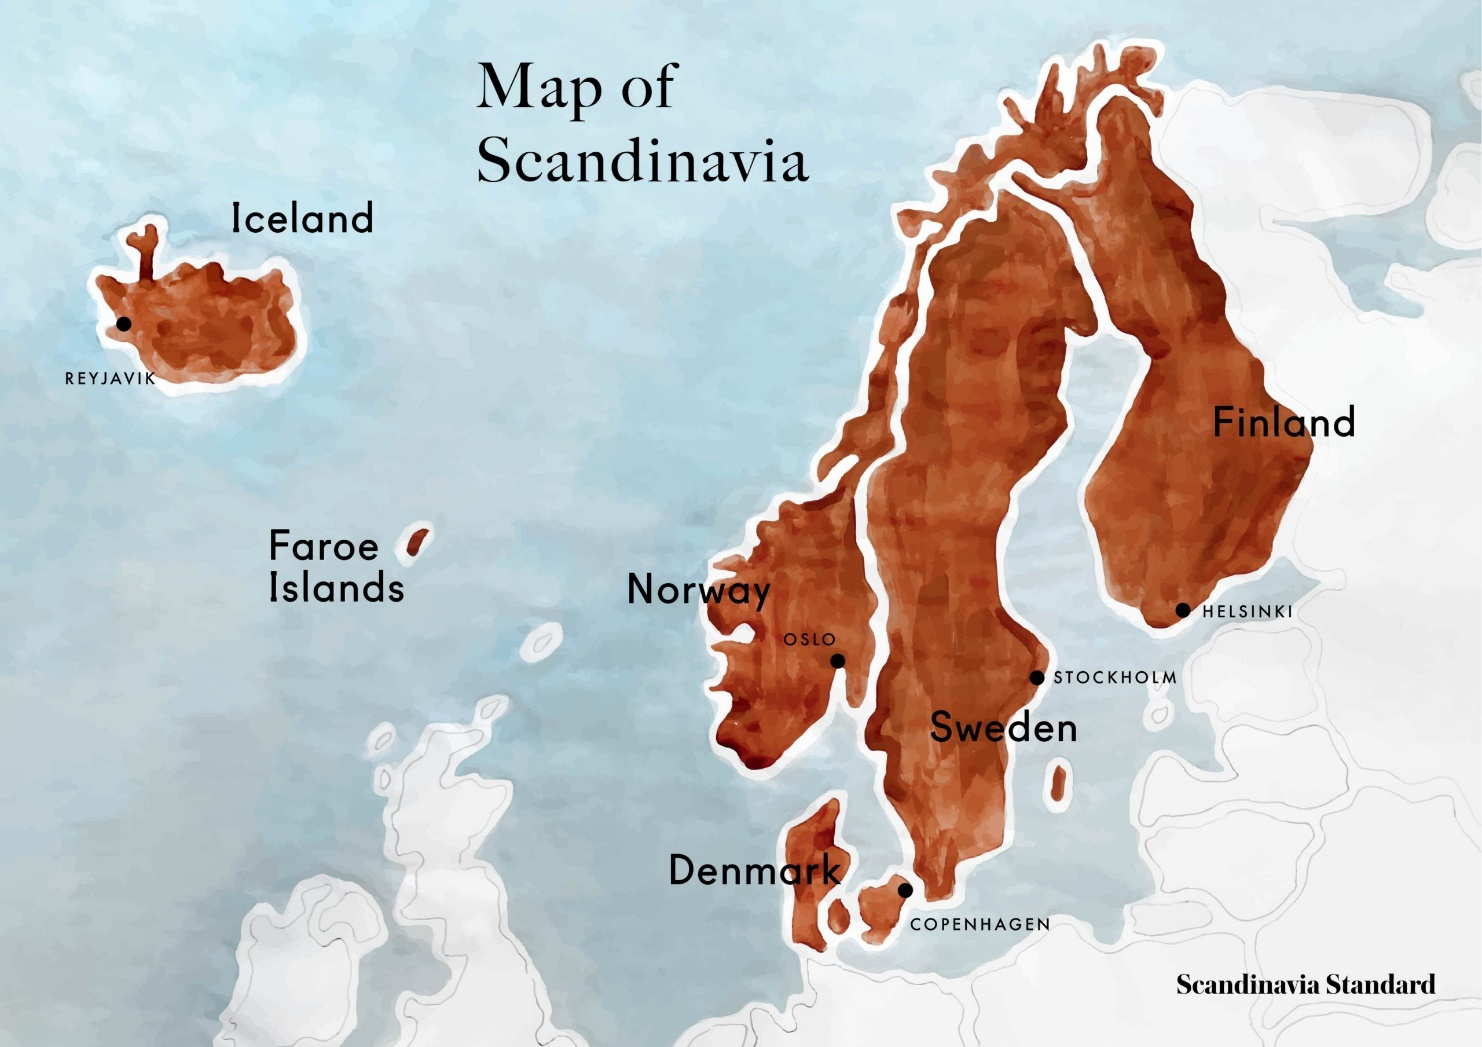 Map of
Scandinavia
Iceland
REYJAVIK
Finland
Faroe
Islands
Norway
HELSINKI
OSLO
STOCKHOLM
Sweden
Denmark
COPENHAGEN
Scandinavia Standard